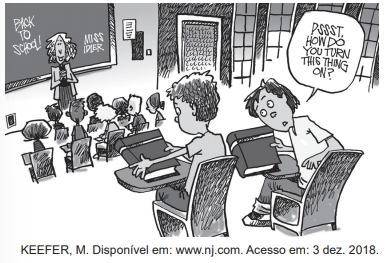 BACK
TO
SCHOOL!
MISS
IDLER
PSSST,
HOW DO
YOU TURN
THIS THING
ON?
KEEFER, M. Disponível em: www.nj.com. Acesso em: 3 dez. 2018.